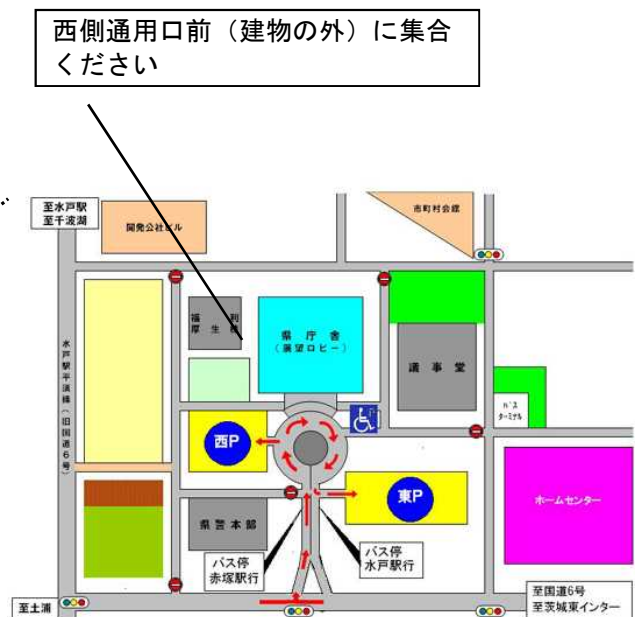 西側通用口前（建物の外）に集合
ください
至水戸駅
至千波湖
開発公社ビル
市町村会館
福利
厚生棟
県庁舎
（展望ロビー）
議事堂
水戸駅平須線（旧国道6号）
バス
ターミナル
西P
東P
ホームセンター
県警本部
バス停
赤塚駅行
バス停
水戸駅行
至土浦
至国道6号
至茨城東インター